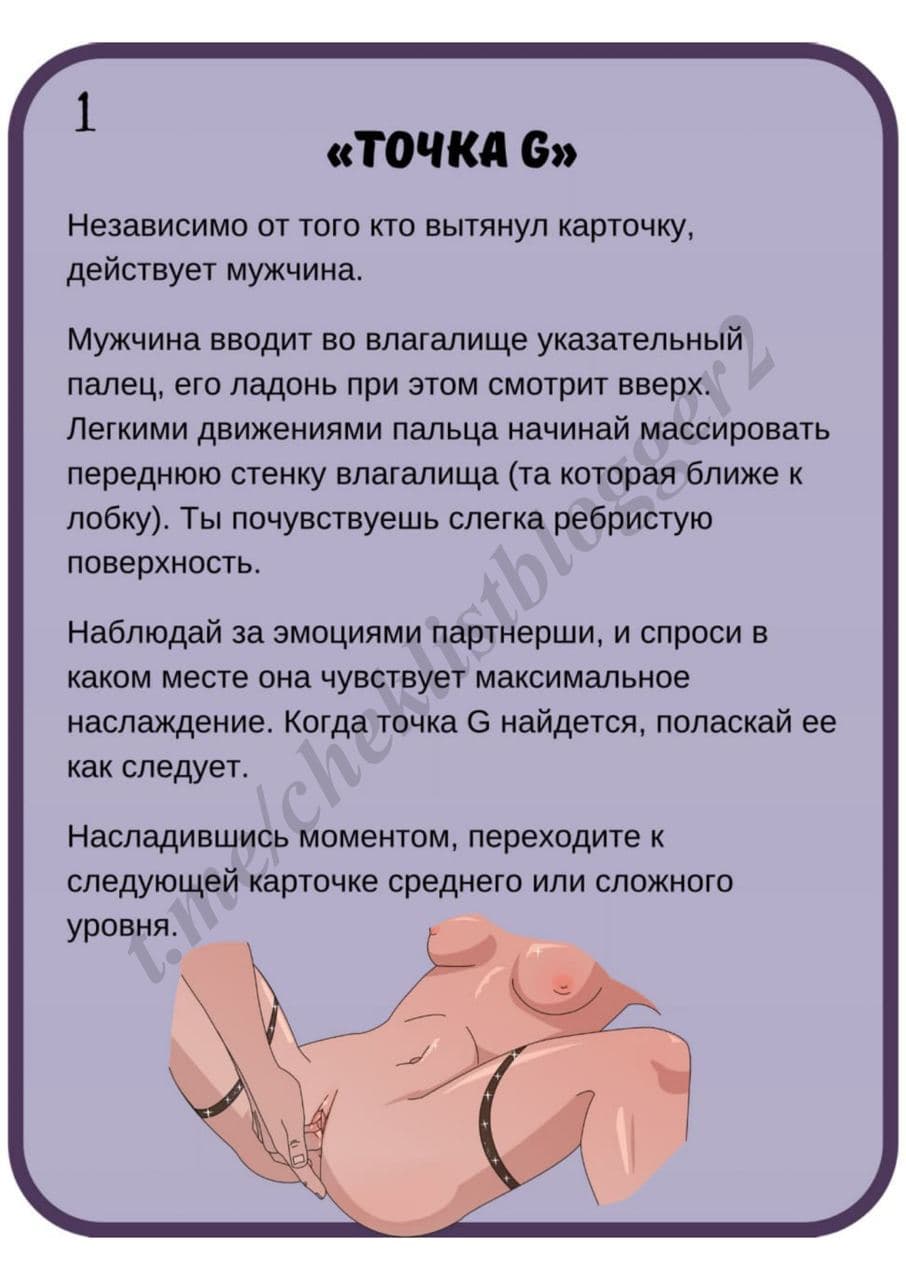 1
«ТОЧКА G»
Независимо от того кто вытянул карточку,
действует мужчина.
Мужчина вводит во влагалище указательный
палец, его ладонь при этом смотрит вверх.
Легкими движениями пальца начинай массировать
переднюю стенку влагалища (та которая ближе к
лобку). Ты почувствуешь слегка ребристую
поверхность.
Наблюдай за эмоциями партнерши, и спроси в
каком месте она чувствует максимальное
наслаждение. Когда точка G найдется, поласкай ее
как следует.
Насладившись моментом, переходите к
следующей карточке среднего или сложного
уровня.
t.me/cheklistblogger2